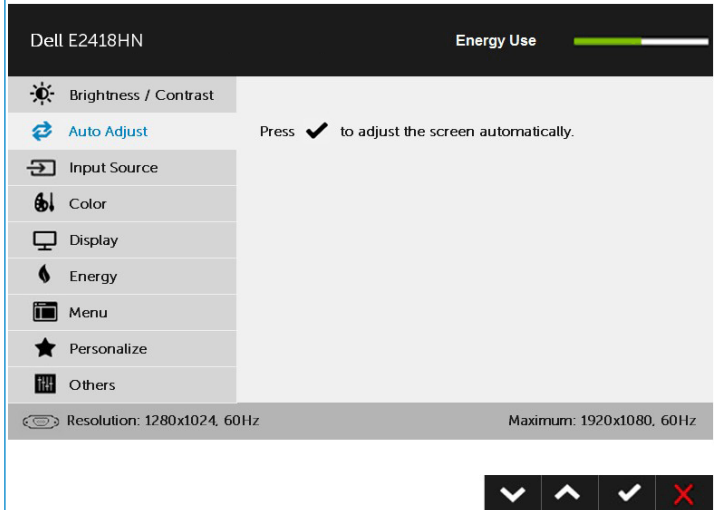 Dell E2418HN Energy Use
Brightness / Contrast
Auto Adjust Press to adjust the screen automatically.
Input Source
Color
Display
Energy
Menu
Personalize
Others
Resolution: 1280x1024, 60Hz Maximum: 1920x1080, 60Hz